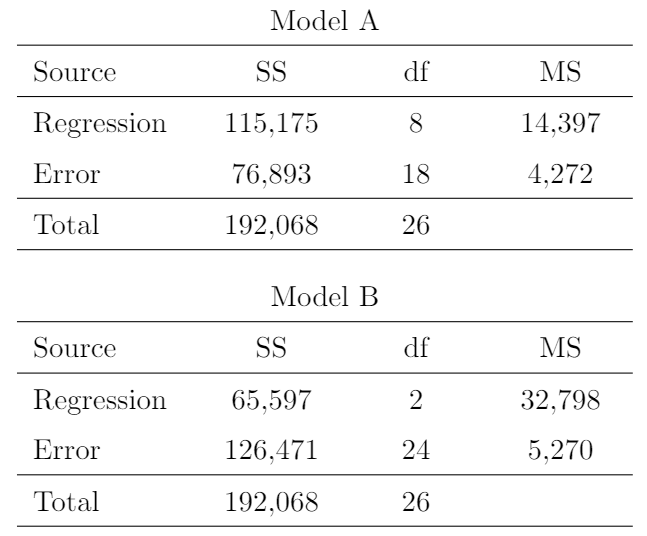 Model A
Source SS df MS
Regression 115,175 8 14,397
Error 76,893 18 4,272
Total 192,068 26
Model B
Source SS df MS
Regression 65,597 2 32,798
Error 126,471 24 5,270
Total 192,068 26